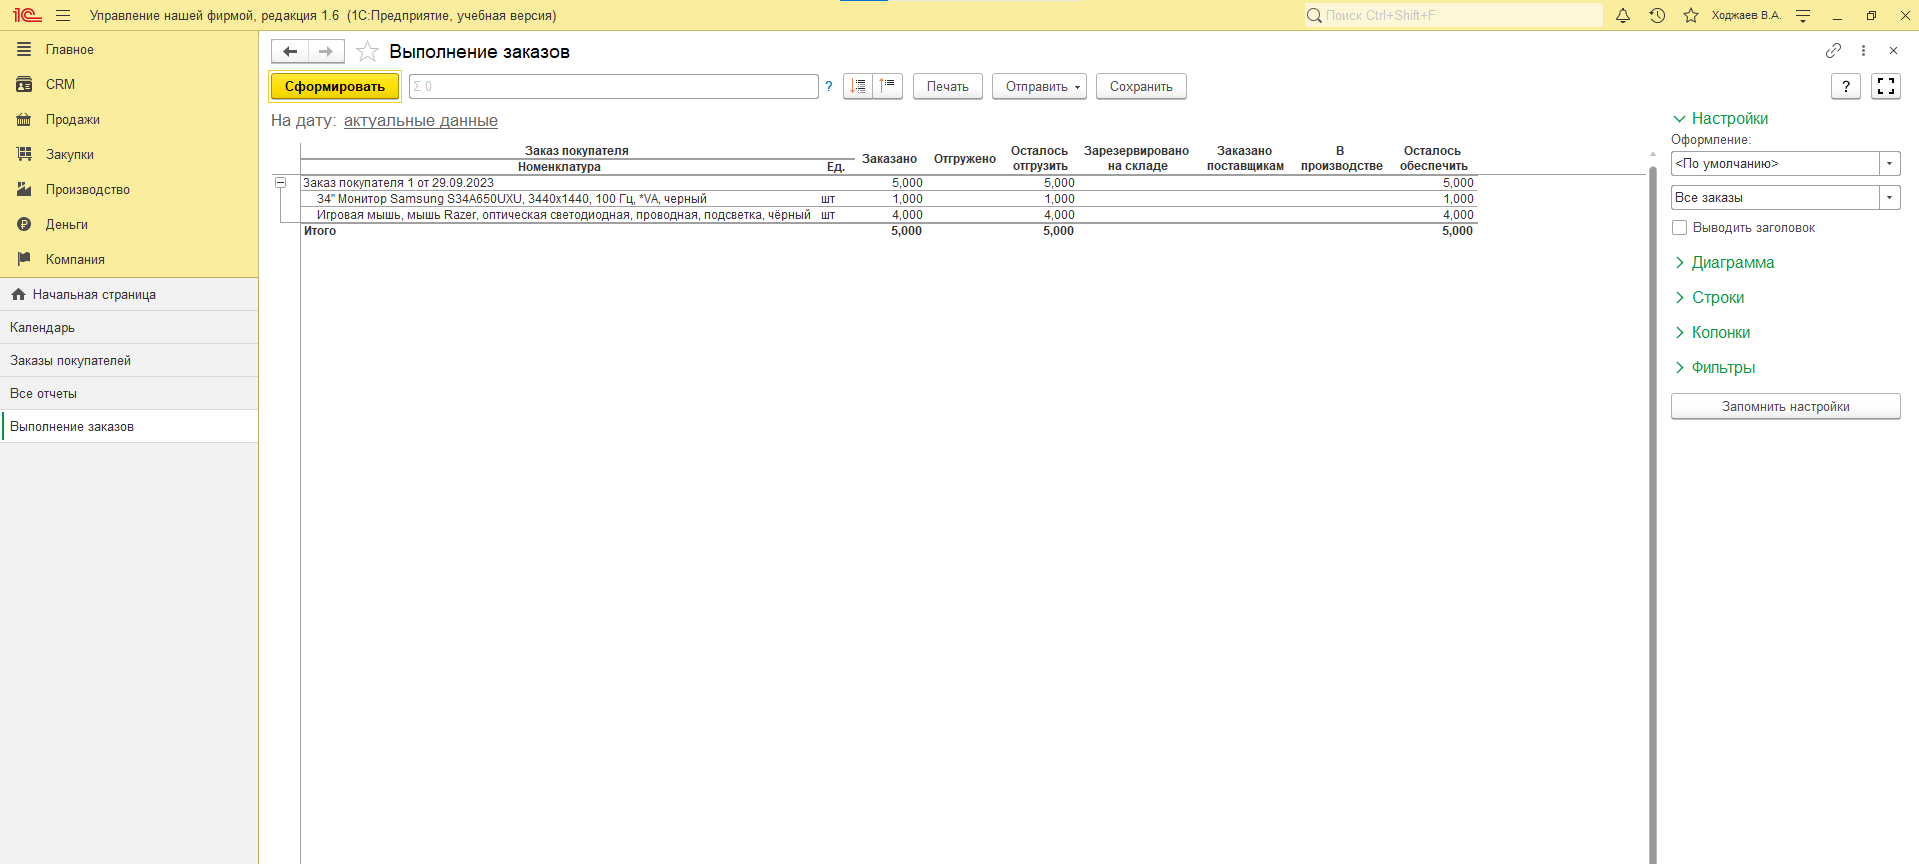 1С Управление нашей фирмой, редакция 1.6 (1С:Предприятие, учебная версия)
Поиск Ctrl+Shift+F
Ходжаев В.А.
Главное
CRM
Продажи
Закупки
Производство
Деньги
Компания
Начальная страница
Календарь
Заказы покупателей
Все отчеты
Выполнение заказов
Выполнение заказов
Сформировать
Σ 0
?
Печать
Отправить
Сохранить
?
На дату: актуальные данные
Заказ покупателя
Номенклатура Ед.
Заказано
Отгружено
Осталось
отгрузить
Зарезервировано
на складе
Заказано
поставщикам
В
производстве
Осталось
обеспечить
Заказ покупателя 1 от 29.09.2023 5,000 5,000 5,000
34" Монитор Samsung S34A650UXU, 3440x1440, 100 Гц, *VA, черный шт 1,000 1,000 1,000
Игровая мышь, мышь Razer, оптическая светодиодная, проводная, подсветка, чёрный шт 4,000 4,000 4,000
Итого 5,000 5,000 5,000
Настройки
Оформление:
<По умолчанию>
Все заказы
Выводить заголовок
Диаграмма
Строки
Колонки
Фильтры
Запомнить настройки